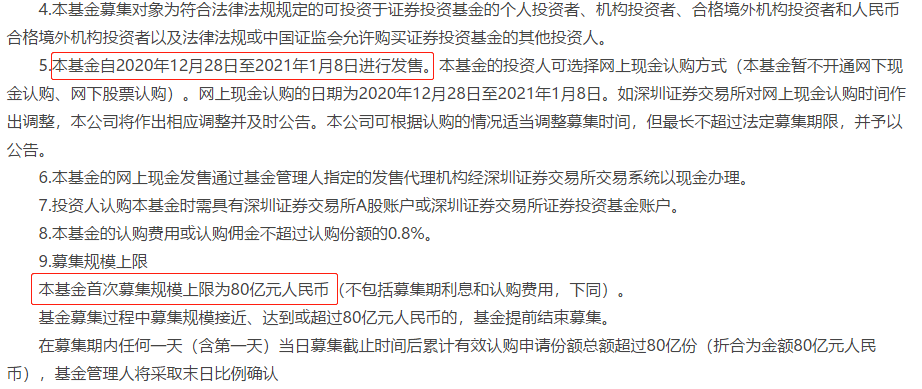 4.本基金募集对象为符合法律法规规定的可投资于证券投资基金的个人投资者、机构投资者、合格境外机构投资者和人民币
合格境外机构投资者以及法律法规或中国证监会允许购买证券投资基金的其他投资人。
5.本基金自2020年12月28日至2021年1月8日进行发售。本基金的投资人可选择网上现金认购方式（本基金暂不开通网下现
金认购、网下股票认购）。网上现金认购的日期为2020年12月28日至2021年1月8日。如深圳证券交易所对网上现金认购时间作
出调整，本公司将作出相应调整并及时公告。本公司可根据认购的情况适当调整募集时间，但最长不超过法定募集期限，并予以
公告。
6.本基金的网上现金发售通过基金管理人指定的发售代理机构经深圳证券交易所交易系统以现金办理。
7.投资人认购本基金时需具有深圳证券交易所A股账户或深圳证券交易所证券投资基金账户。
8.本基金的认购费用或认购佣金不超过认购份额的0.8%。
9.募集规模上限
本基金首次募集规模上限为80亿元人民币（不包括募集期利息和认购费用，下同）。
基金募集过程中募集规模接近、达到或超过80亿元人民币的，基金提前结束募集。
在募集期内任何一天（含第一天）当日募集截止时间后累计有效认购申请份额总额超过80亿份（折合为金额80亿元人民
币），基金管理人将采取末日比例确认